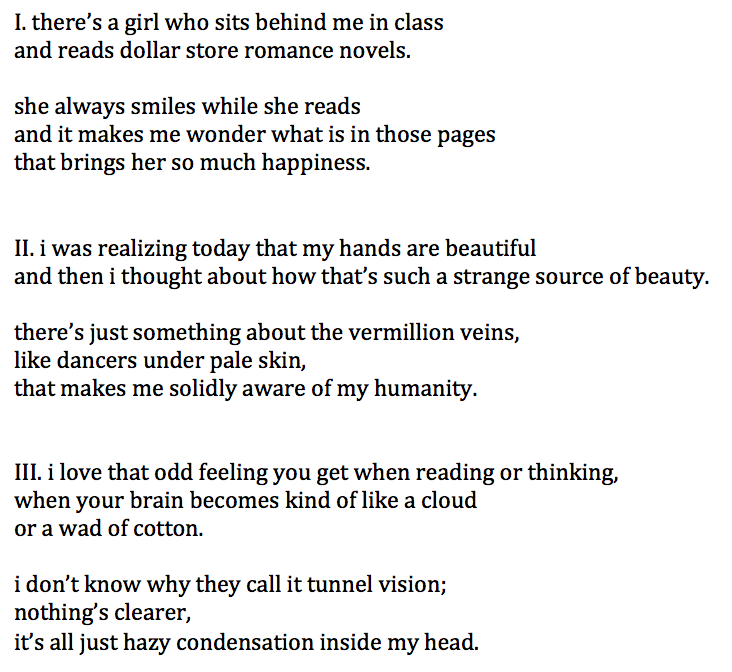 I. there’s a girl who sits behind me in class
and reads dollar store romance novels.
she always smiles while she reads
and it makes me wonder what is in those pages
that brings her so much happiness.
II. i was realizing today that my hands are beautiful
and then i thought about how that’s such a strange source of beauty.
there’s just something about the vermillion veins,
like dancers under pale skin,
that makes me solidly aware of my humanity.
III. i love that odd feeling you get when reading or thinking,
when your brain becomes kind of like a cloud
or a wad of cotton.
i don’t know why they call it tunnel vision;
nothing’s clearer,
it’s all just hazy condensation inside my head.